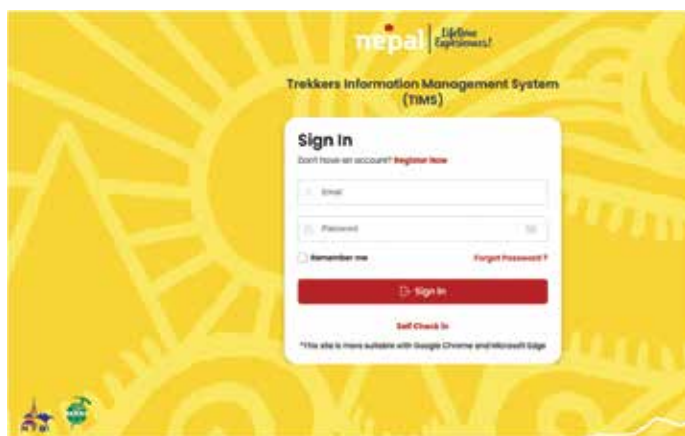 nepal Lifetime Experiences!
Trekkers Information Management System
(TIMS)
Sign In
Don't have an account? Register Now
Email
Password
Remember me Forgot Password ?
Sign In
Self Check in
*This site is more suitable with Google Chrome and Microsoft Edge